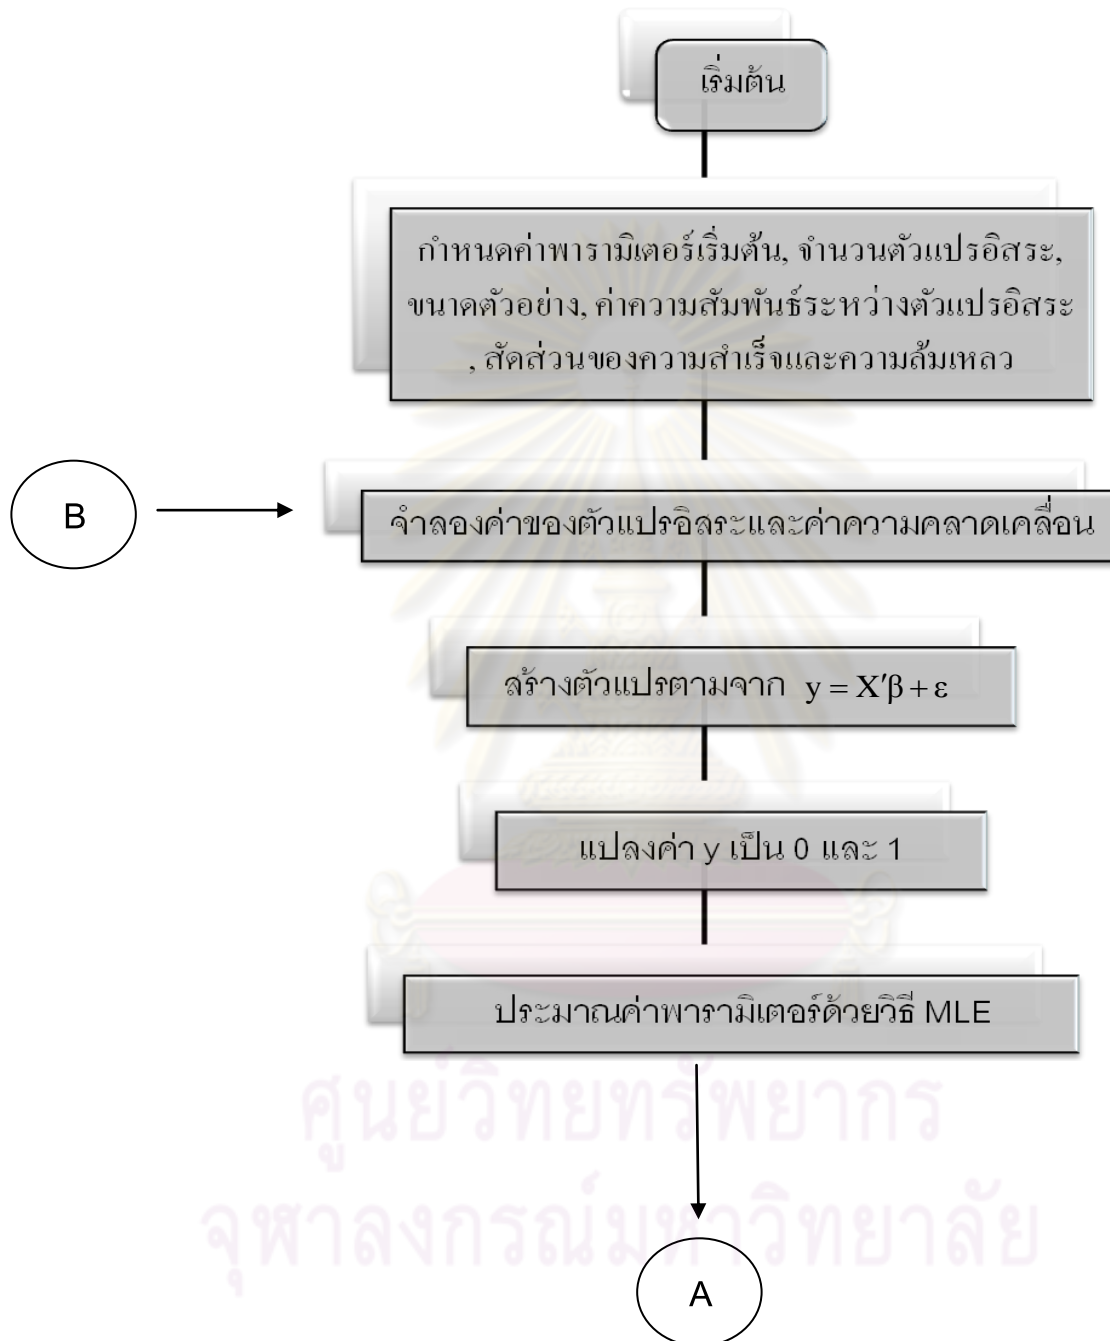 เริ่มต้น
กำหนดค่าพารามิเตอร์เริ่มต้น, จำนวนตัวแปรอิสระ,
ขนาดตัวอย่าง, ค่าความสัมพันธ์ระหว่างตัวแปรอิสระ
, สัดส่วนของความสำเร็จและความล้มเหลว
B
จำลองค่าของตัวแปรอิสระและค่าความคลาดเคลื่อน
สร้างตัวแปรตามจาก y = X′β + ε
แปลงค่า y เป็น 0 และ 1
ประมาณค่าพารามิเตอร์ด้วยวิธี MLE
ศูนย์วิทยทรัพยากร
จุฬาลงกรณ์มหาวิทยาลัย
A